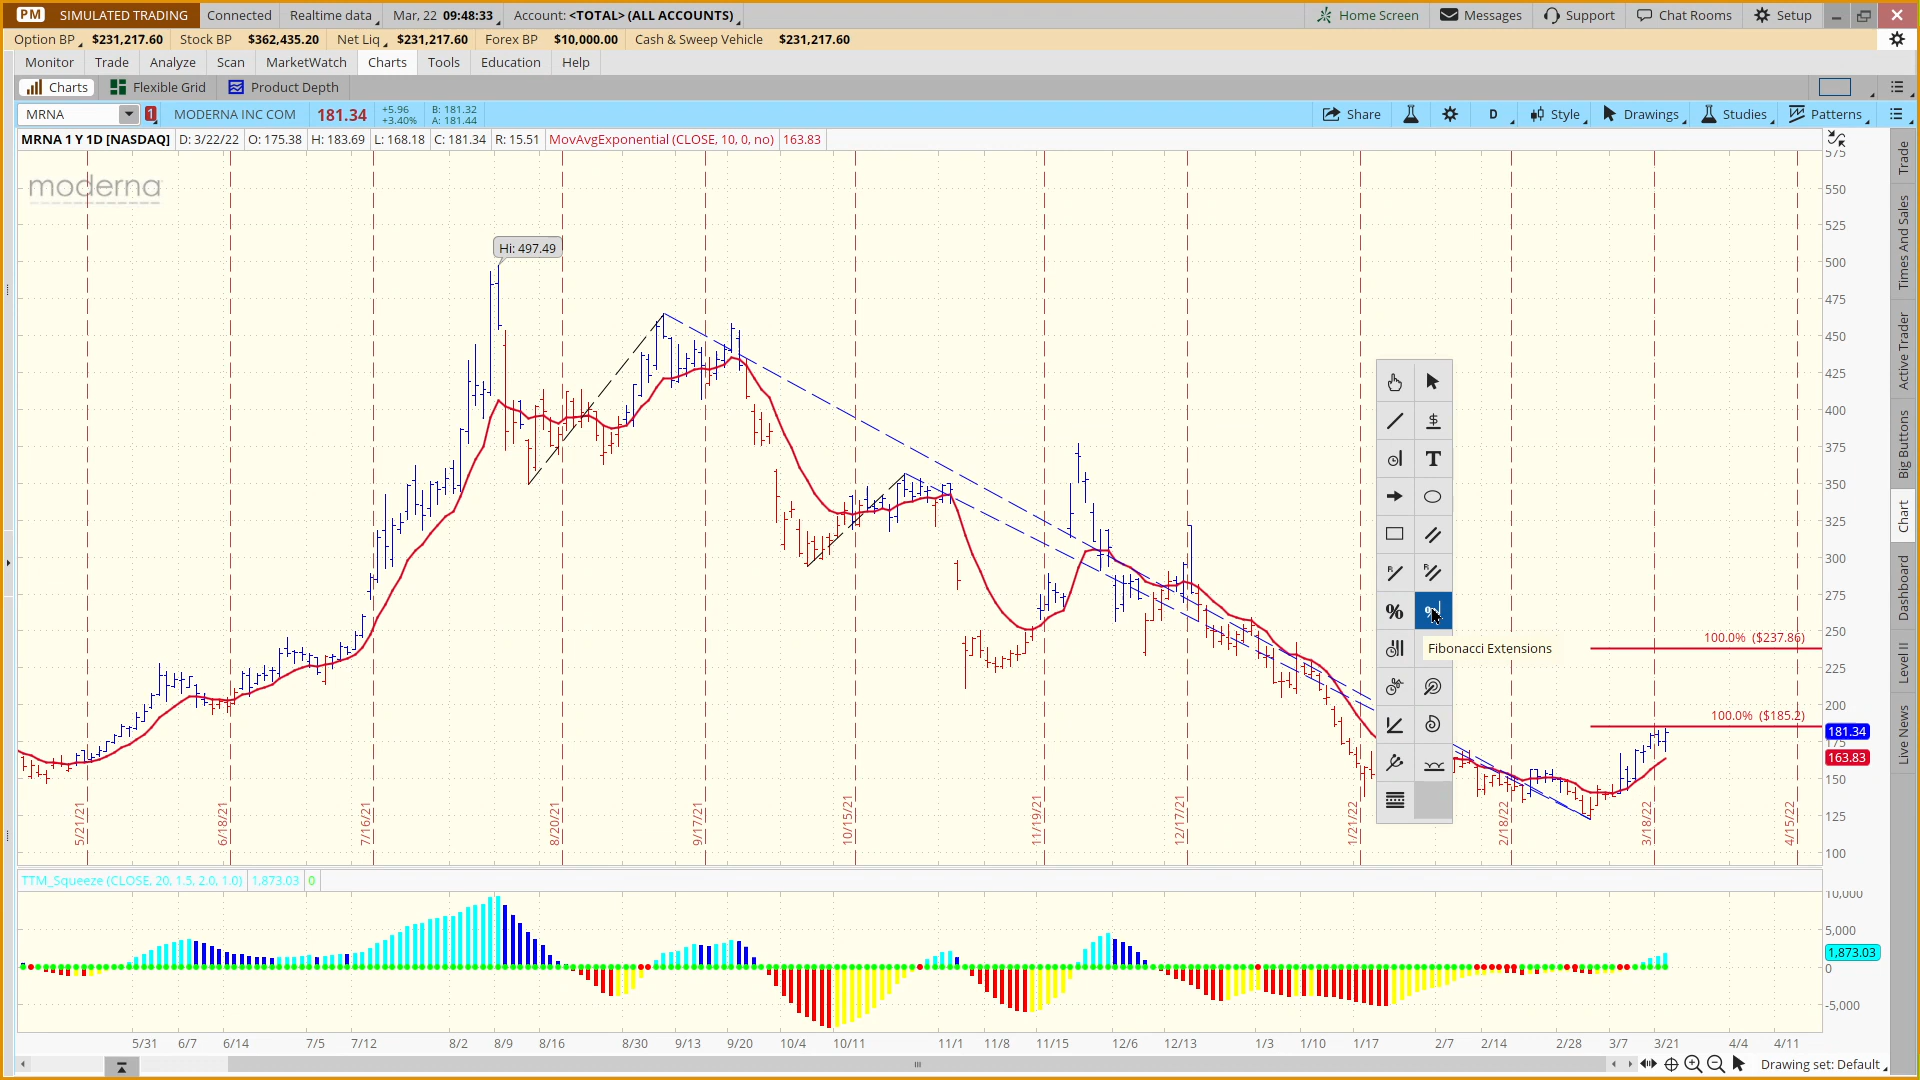 PM SIMULATED TRADING Connected Realtime data Mar, 22 09:48:33 Account: <TOTAL> (ALL ACCOUNTS) Home Screen Messages Support Chat Rooms Setup
Option BP $231,217.60 Stock BP $362,435.20 Net Liq $231,217.60 Forex BP $10,000.00 Cash & Sweep Vehicle $231,217.60
Monitor Trade Analyze Scan MarketWatch Charts Tools Education Help
Charts Flexible Grid Product Depth
MRNA 1 MODERNA INC COM 181.34 +5.96 B: 181.32 Share D Style Drawings Studies Patterns
+3.40% A: 181.44
MRNA 1 Y 1D [NASDAQ] D: 3/22/22 O: 175.38 H: 183.69 L: 168.18 C: 181.34 R: 15.51 MovAvgExponential (CLOSE, 10, 0, no) 163.83
575
moderna
550
525
Hi: 497.49
500
475
450
425
400
375
350
325
300
275
250
100.0% ($237.86)
Fibonacci Extensions
225
200
100.0% ($185.2)
181.34
175
163.83
150
125
100
5/21/21 6/18/21 7/16/21 8/20/21 9/17/21 10/15/21 11/19/21 12/17/21 1/21/22 2/18/22 3/18/22 4/15/22
TTM_Squeeze (CLOSE, 20, 1.5, 2.0, 1.0) 1,873.03 0
10,000
5,000
1,873.03
0
-5,000
5/31 6/7 6/14 7/5 7/12 8/2 8/9 8/16 8/30 9/13 9/20 10/4 10/11 11/1 11/8 11/15 12/6 12/13 1/3 1/10 1/17 2/7 2/14 2/28 3/7 3/21 4/4 4/11
Drawing set: Default
Trade
Times And Sales
Active Trader
Big Buttons
Chart
Dashboard
Level II
Live News